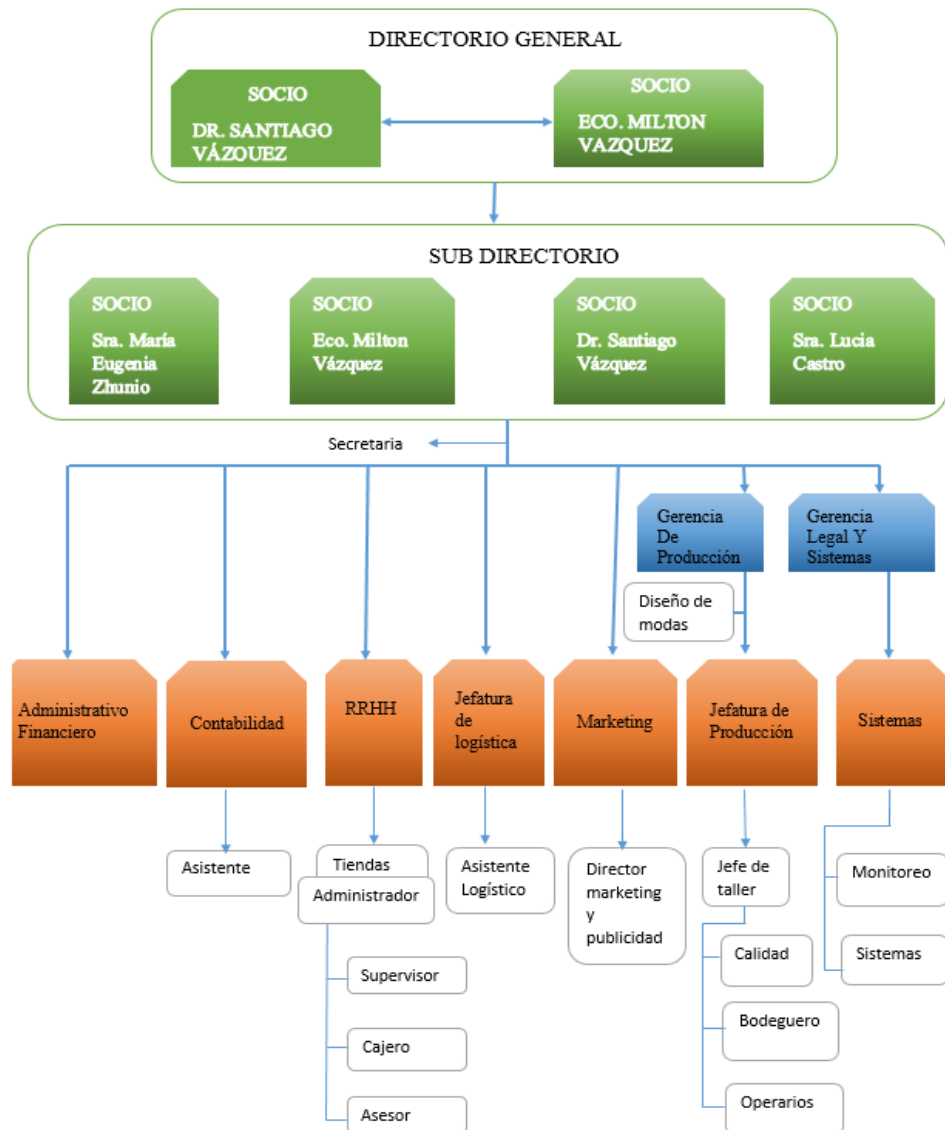 DIRECTORIO GENERAL
SOCIO
DR. SANTIAGO
VÁZQUEZ
SOCIO
ECO. MILTON
VAZQUEZ
SUB DIRECTORIO
SOCIO
Sra. María
Eugenia
Zhunio
SOCIO
Eco. Milton
Vázquez
SOCIO
Dr. Santiago
Vázquez
SOCIO
Sra. Lucia
Castro
Secretaria
Gerencia
De
Producción
Gerencia
Legal Y
Sistemas
Diseño de
modas
Administrativo
Financiero
Contabilidad
RRHH
Jefatura
de
logística
Marketing
Jefatura de
Producción
Sistemas
Asistente
Tiendas
Administrador
Supervisor
Cajero
Asesor
Asistente
Logístico
Director
marketing
y
publicidad
Jefe de
taller
Calidad
Bodeguero
Operarios
Monitoreo
Sistemas